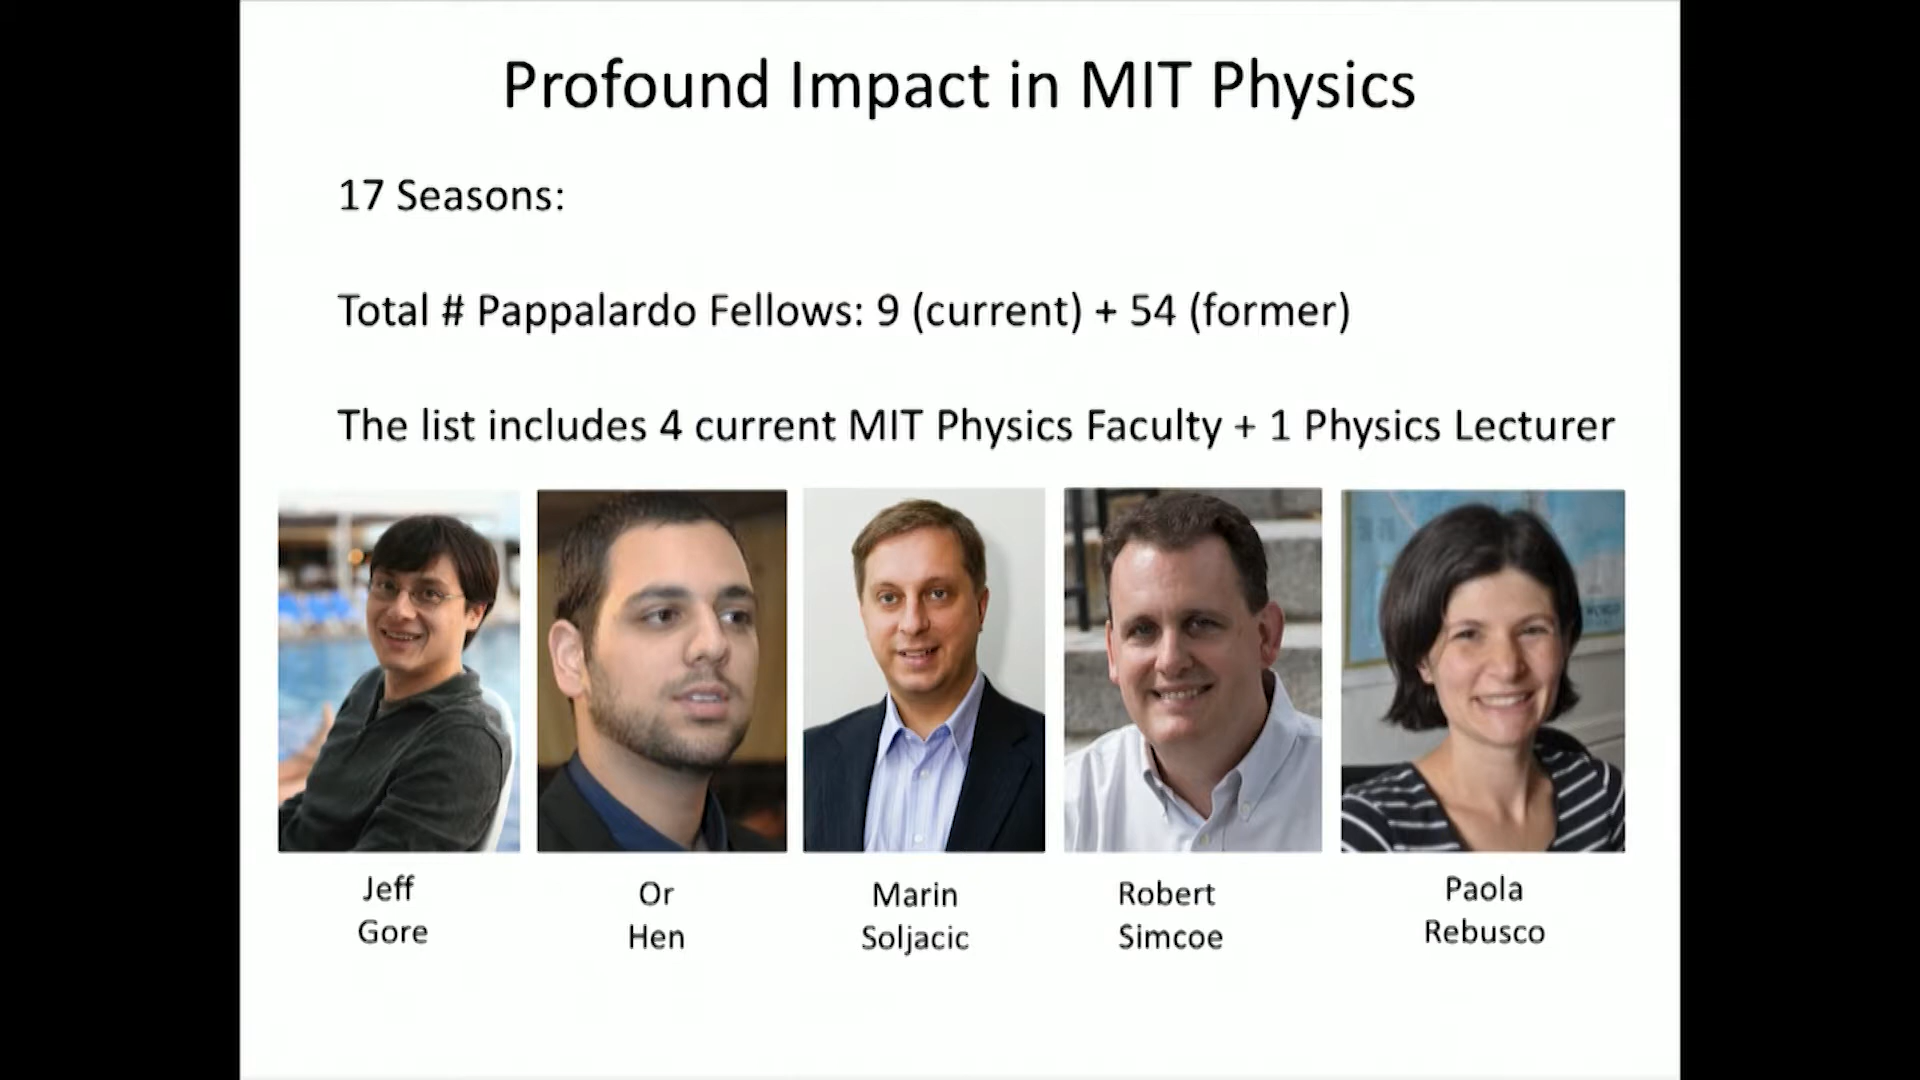 Profound Impact in MIT Physics
17 Seasons:
Total # Pappalardo Fellows: 9 (current) + 54 (former)
The list includes 4 current MIT Physics Faculty + 1 Physics Lecturer
Jeff
Gore
Or
Hen
Marin
Soljacic
Robert
Simcoe
Paola
Rebusco